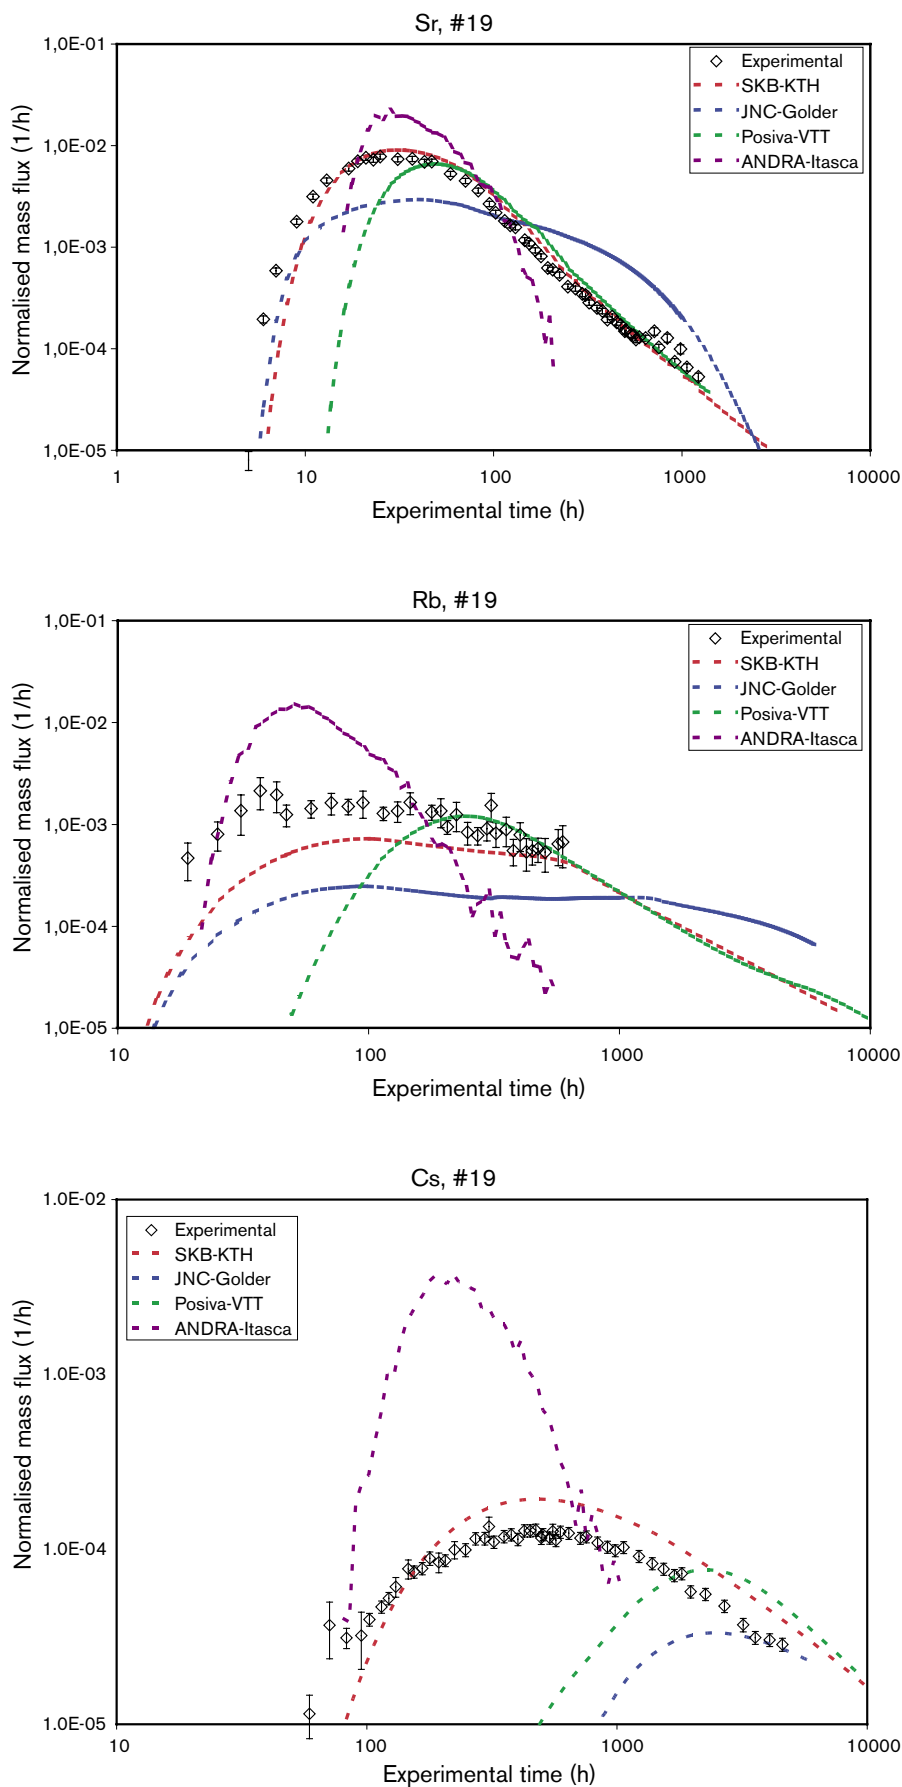 Sr, #19
1,0E-01
1,0E-02
1,0E-03
1,0E-04
1,0E-05
Normalised mass flux (1/h)
Experimental
SKB-KTH
JNC-Golder
Posiva-VTT
ANDRA-Itasca
1 10 100 1000 10000
Experimental time (h)
Rb, #19
1,0E-01
1,0E-02
1,0E-03
1,0E-04
1,0E-05
Normalised mass flux (1/h)
Experimental
SKB-KTH
JNC-Golder
Posiva-VTT
ANDRA-Itasca
10 100 1000 10000
Experimental time (h)
Cs, #19
1.0E-02
1.0E-03
1.0E-04
1.0E-05
Normalised mass flux (1/h)
Experimental
SKB-KTH
JNC-Golder
Posiva-VTT
ANDRA-Itasca
10 100 1000 10000
Experimental time (h)